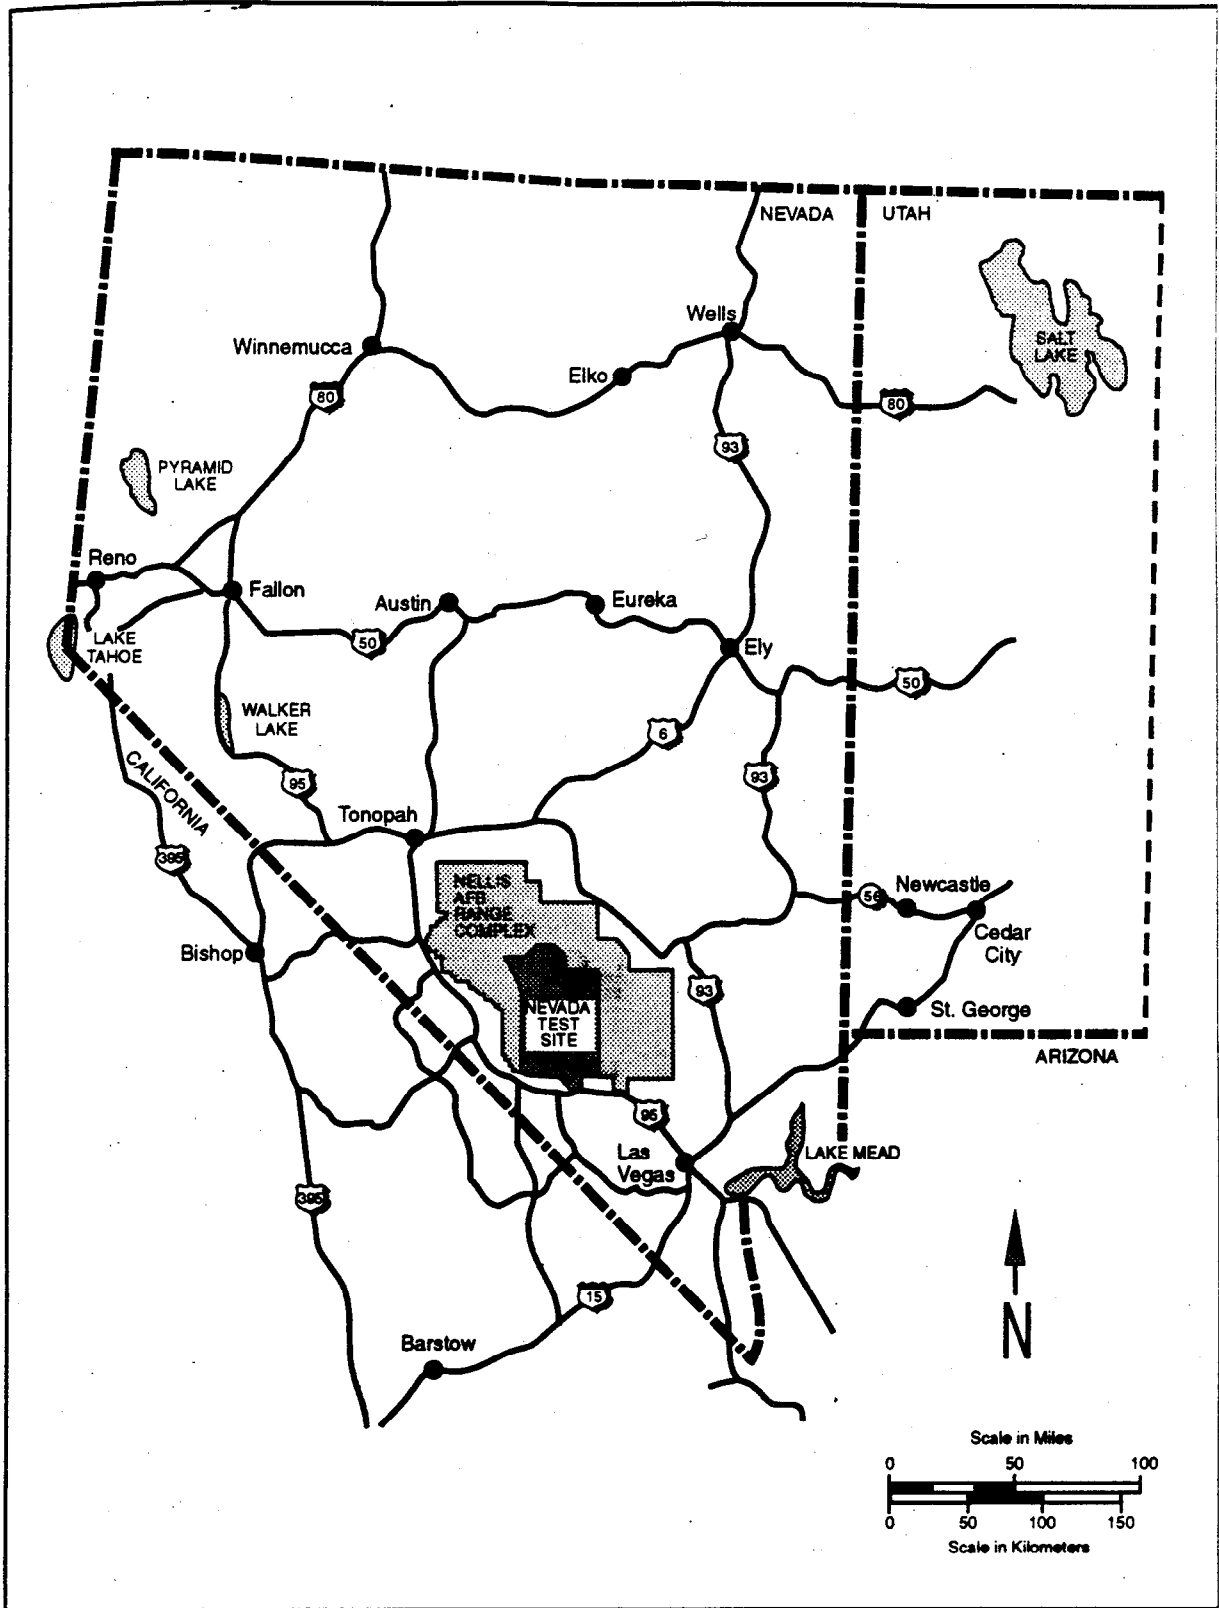 NEVADA
UTAH
SALT
LAKE
Wells
Winnemucca
Elko
80
80
93
PYRAMID
LAKE
Reno
Fallon
Austin
Eureka
LAKE
TAHOE
50
Ely
50
WALKER
LAKE
6
95
93
CALIFORNIA
Tonopah
395
NELLIS
AFB
RANGE
COMPLEX
56
Newcastle
Cedar
City
Bishop
93
NEVADA
TEST
SITE
St. George
ARIZONA
95
Las
Vegas
LAKE MEAD
395
15
Barstow
N
Scale in Miles
0
50
100
0
50
100
150
Scale in Kilometers